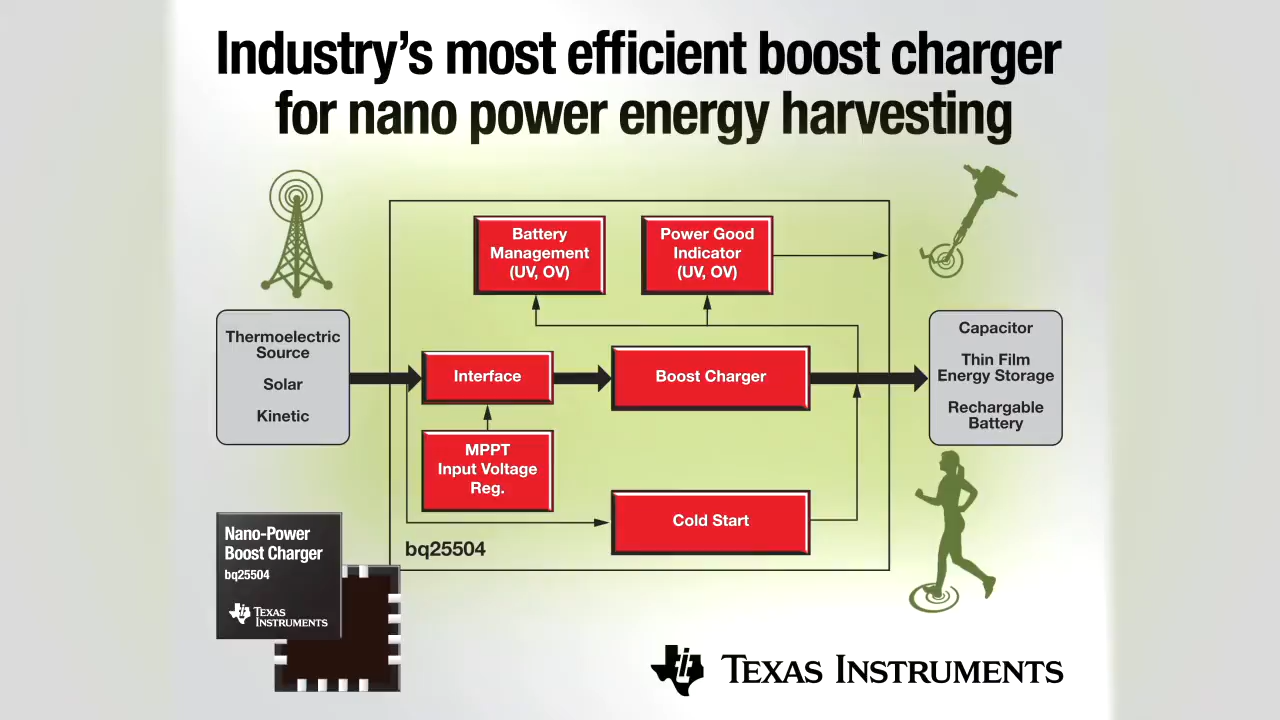 Industry's most efficient boost charger
for nano power energy harvesting
Battery
Management
(UV, OV)
Power Good
Indicator
(UV, OV)
Thermoelectric
Source
Solar
Kinetic
Interface
Boost Charger
Capacitor
Thin Film
Energy Storage
Rechargable
Battery
MPPT
Input Voltage
Reg.
Cold Start
bq25504
Nano-Power
Boost Charger
bq25504
TEXAS
INSTRUMENTS
TEXAS INSTRUMENTS